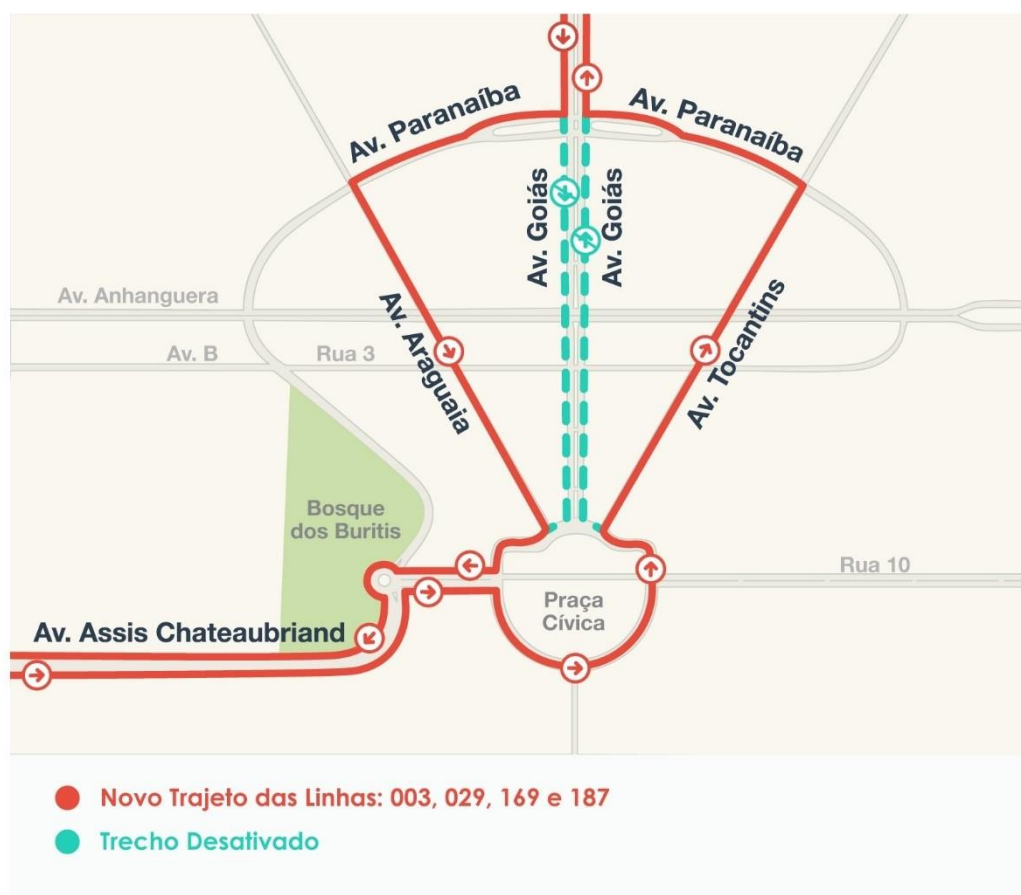 Av. Paranaíba
Av. Paranaíba
Av. Goiás
Av. Goiás
Av. Anhanguera
Av. B
Rua 3
Av. Araguaia
Av. Tocantins
Bosque
dos Buritis
Rua 10
Praça
Cívica
Av. Assis Chateaubriand
Novo Trajeto das Linhas: 003, 029, 169 e 187
Trecho Desativado